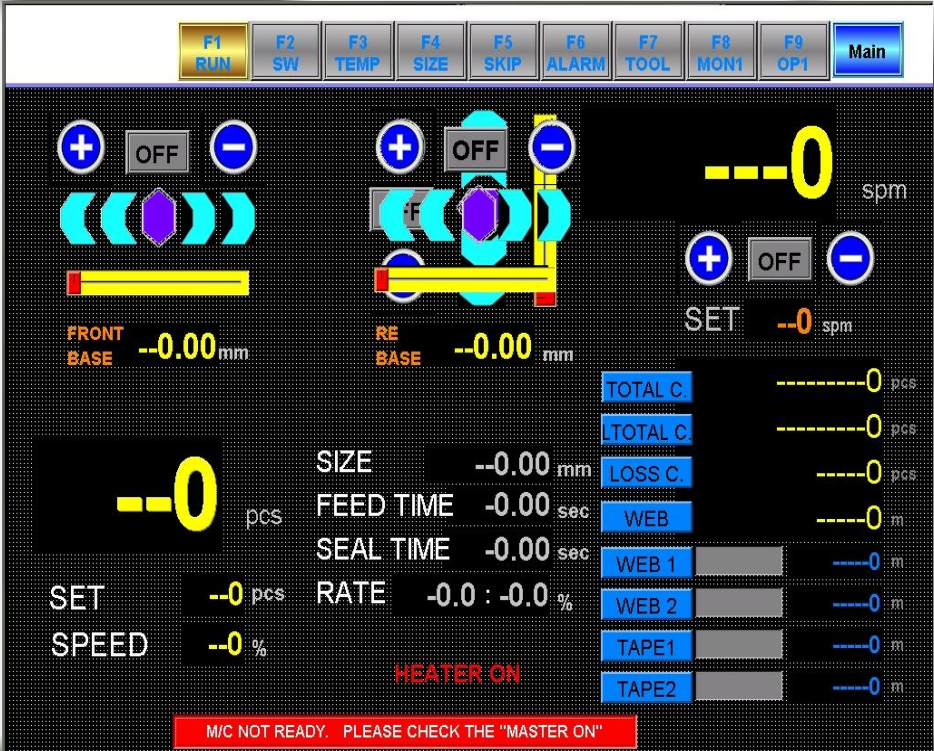 F1 F2 F3 F4 F5 F6 F7 F8 F9
RUN SW TEMP SIZE SKIP ALARM TOOL MON1 OP1 Main
+ OFF −
+ OFF −
---0 spm
FF
+ OFF −
SET --0 spm
FRONT
BASE --0.00 mm
RE
BASE --0.00 mm
TOTAL C. ---------0 pcs
LTOTAL C. ---------0 pcs
LOSS C. -----0 pcs
WEB -----0 m
WEB 1 -----0 m
WEB 2 -----0 m
TAPE1 -----0 m
TAPE2 -----0 m
--0 pcs
SET --0 pcs
SPEED --0 %
SIZE --0.00 mm
FEED TIME -0.00 sec
SEAL TIME -0.00 sec
RATE -0.0 : -0.0 %
HEATER ON
M/C NOT READY. PLEASE CHECK THE "MASTER ON"